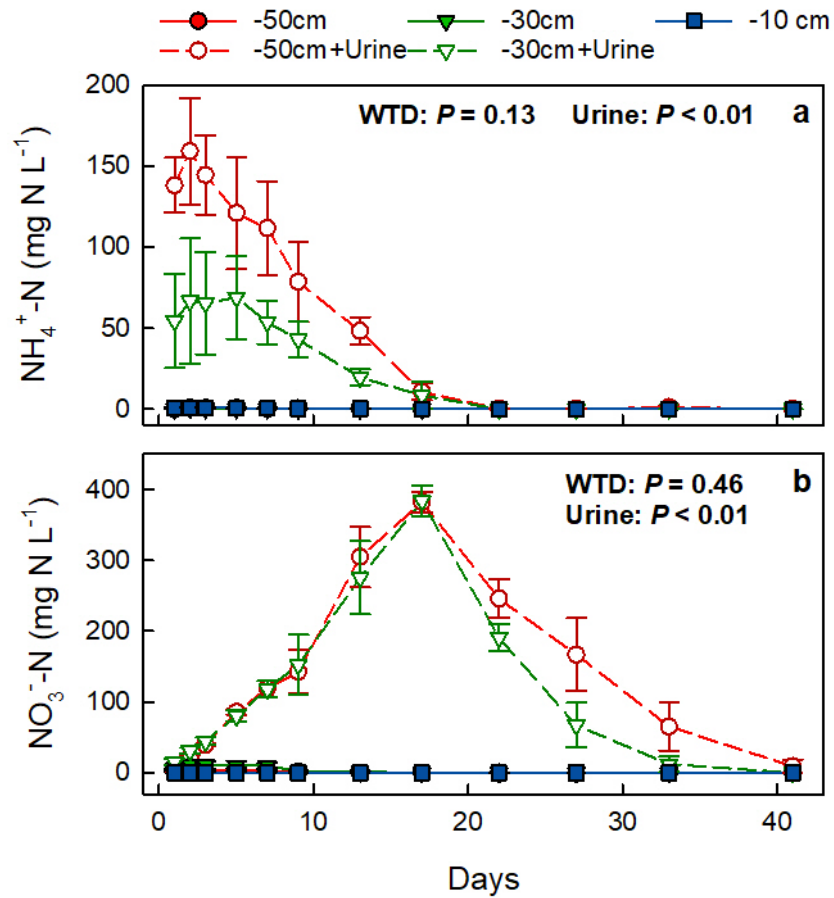 -50cm -30cm -10 cm
-50cm+Urine -30cm+Urine
200
WTD: P = 0.13 Urine: P < 0.01 a
150
100
50
0
NH₄⁺-N (mg N L⁻¹)
WTD: P = 0.46 b
Urine: P < 0.01
400
300
200
100
0
NO₃⁻-N (mg N L⁻¹)
0 10 20 30 40
Days